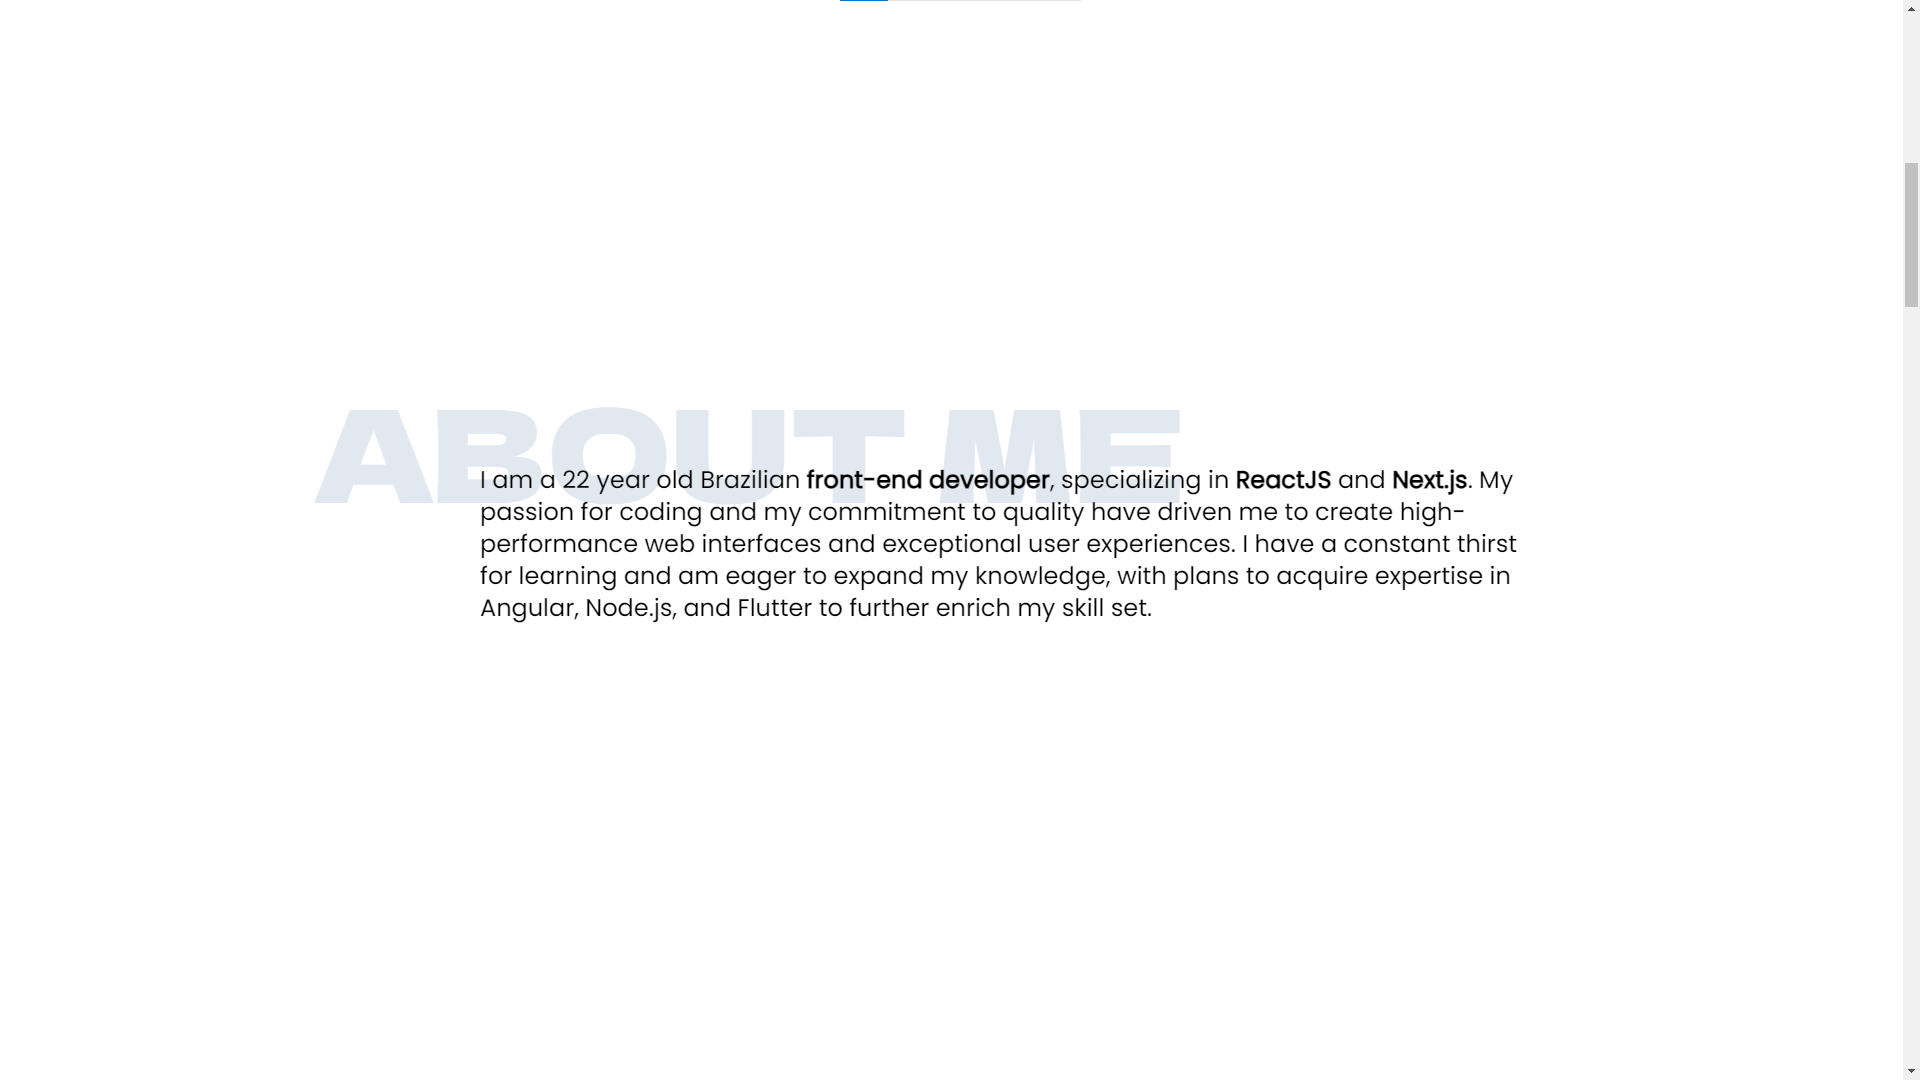 ABOUT ME
I am a 22 year old Brazilian front-end developer, specializing in ReactJS and Next.js. My
passion for coding and my commitment to quality have driven me to create high-
performance web interfaces and exceptional user experiences. I have a constant thirst
for learning and am eager to expand my knowledge, with plans to acquire expertise in
Angular, Node.js, and Flutter to further enrich my skill set.